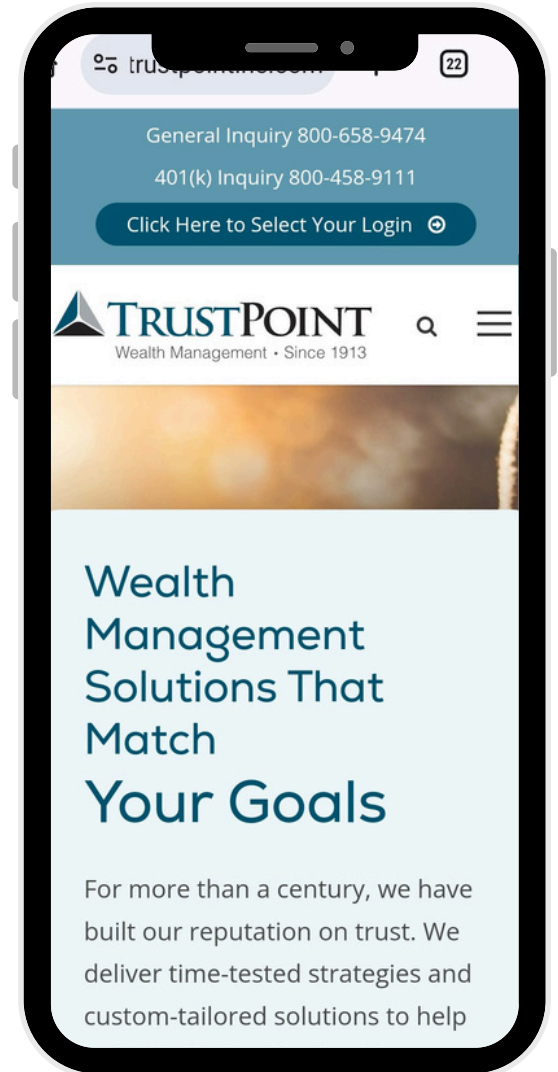 22
General Inquiry 800-658-9474
401(k) Inquiry 800-458-9111
Click Here to Select Your Login
TRUSTPOINT
Wealth Management • Since 1913
Wealth
Management
Solutions That
Match
Your Goals
For more than a century, we have
built our reputation on trust. We
deliver time-tested strategies and
custom-tailored solutions to help